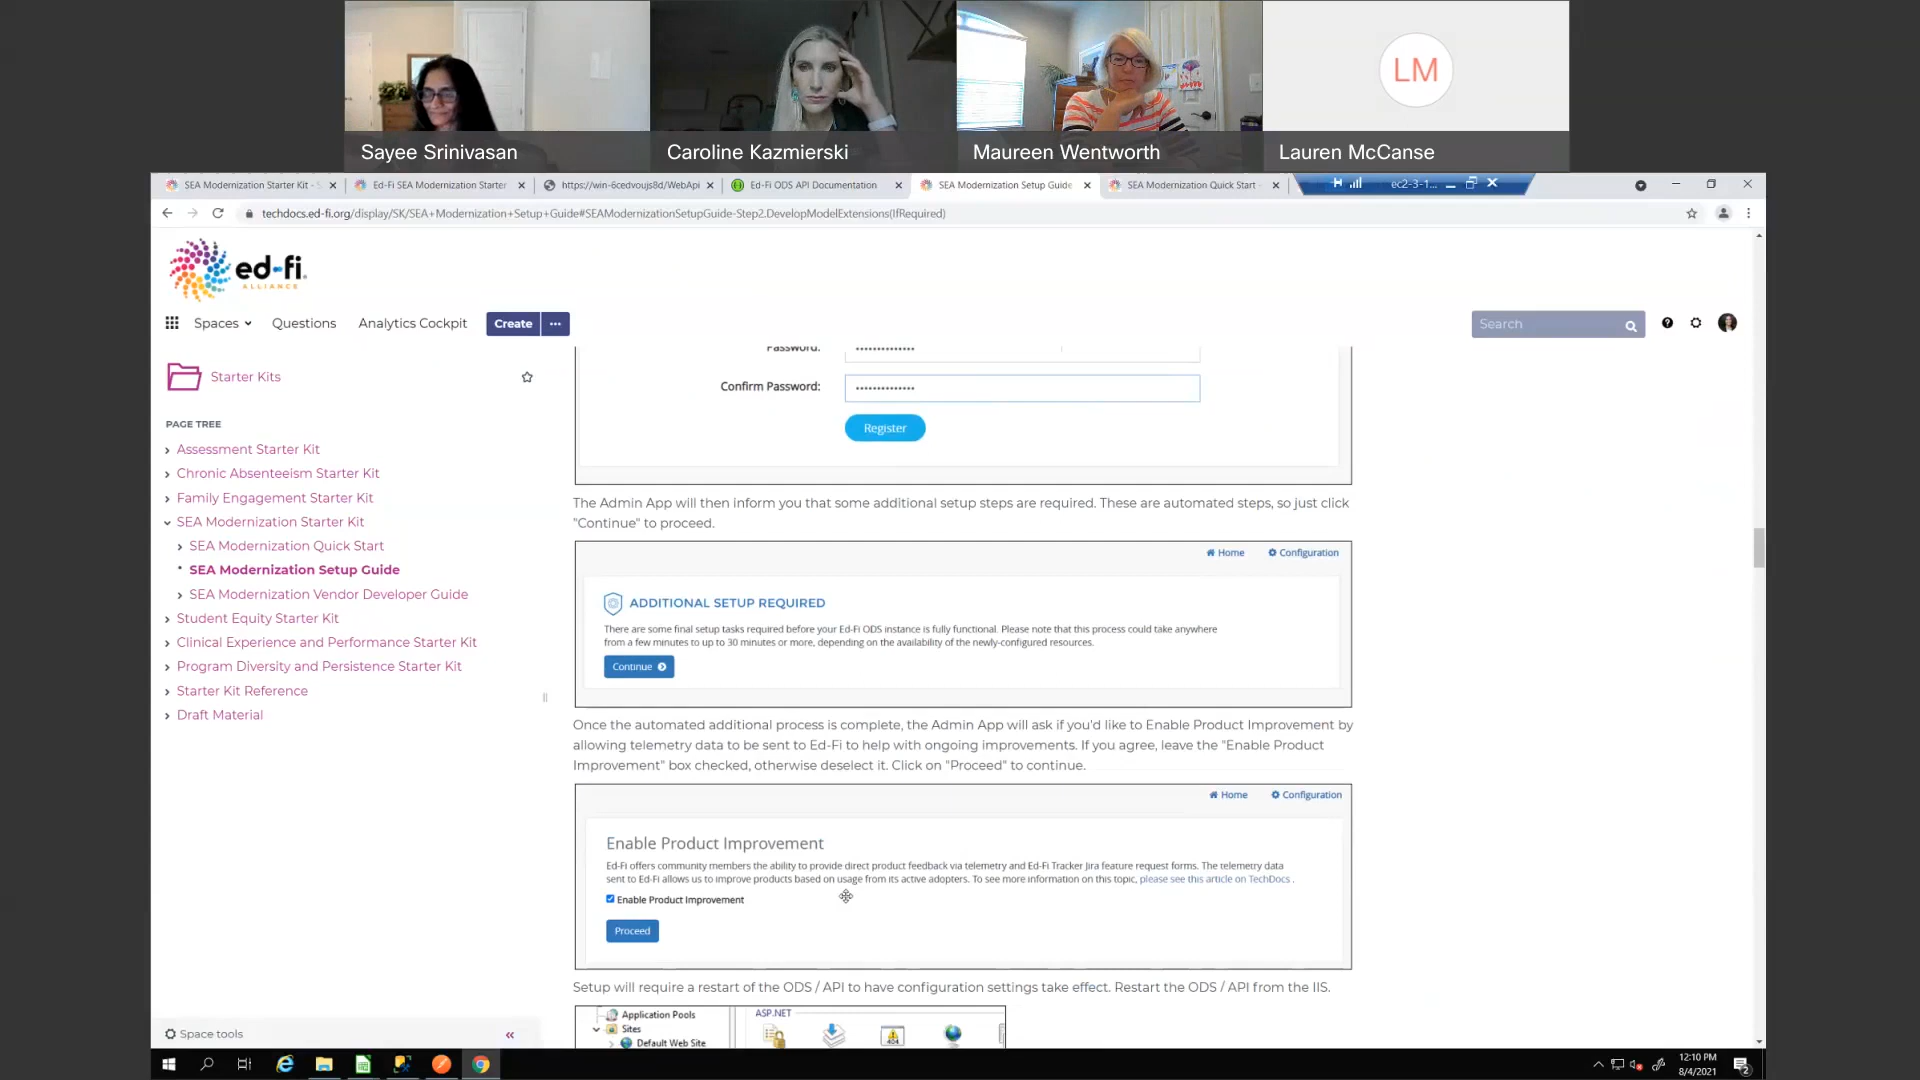 LM
Sayee Srinivasan
Caroline Kazmierski
Maureen Wentworth
Lauren McCanse
SEA Modernization Starter Kit - S
Ed-Fi SEA Modernization Starter
https://win-6cedvoujs8d/WebApi
Ed-Fi ODS API Documentation
SEA Modernization Setup Guide
SEA Modernization Quick Start
ec2-3-1...
techdocs.ed-fi.org/display/SK/SEA+Modernization+Setup+Guide#SEAModernizationSetupGuide-Step2.DevelopModelExtensions(IfRequired)
ed-fi.
ALLIANCE
Spaces
Questions
Analytics Cockpit
Create
...
Search
Starter Kits
PAGE TREE
Assessment Starter Kit
Chronic Absenteeism Starter Kit
Family Engagement Starter Kit
SEA Modernization Starter Kit
SEA Modernization Quick Start
SEA Modernization Setup Guide
SEA Modernization Vendor Developer Guide
Student Equity Starter Kit
Clinical Experience and Performance Starter Kit
Program Diversity and Persistence Starter Kit
Starter Kit Reference
Draft Material
Space tools
Password:
Confirm Password:
Register
The Admin App will then inform you that some additional setup steps are required. These are automated steps, so just click
"Continue" to proceed.
Home
Configuration
ADDITIONAL SETUP REQUIRED
There are some final setup tasks required before your Ed-Fi ODS instance is fully functional. Please note that this process could take anywhere
from a few minutes to up to 30 minutes or more, depending on the availability of the newly-configured resources.
Continue
Once the automated additional process is complete, the Admin App will ask if you'd like to Enable Product Improvement by
allowing telemetry data to be sent to Ed-Fi to help with ongoing improvements. If you agree, leave the "Enable Product
Improvement" box checked, otherwise deselect it. Click on "Proceed" to continue.
Home
Configuration
Enable Product Improvement
Ed-Fi offers community members the ability to provide direct product feedback via telemetry and Ed-Fi Tracker Jira feature request forms. The telemetry data
sent to Ed-Fi allows us to improve products based on usage from its active adopters. To see more information on this topic, please see this article on TechDocs .
Enable Product Improvement
Proceed
Setup will require a restart of the ODS / API to have configuration settings take effect. Restart the ODS / API from the IIS.
Application Pools
Sites
Default Web Site
ASP.NET
404
12:10 PM
8/4/2021
2